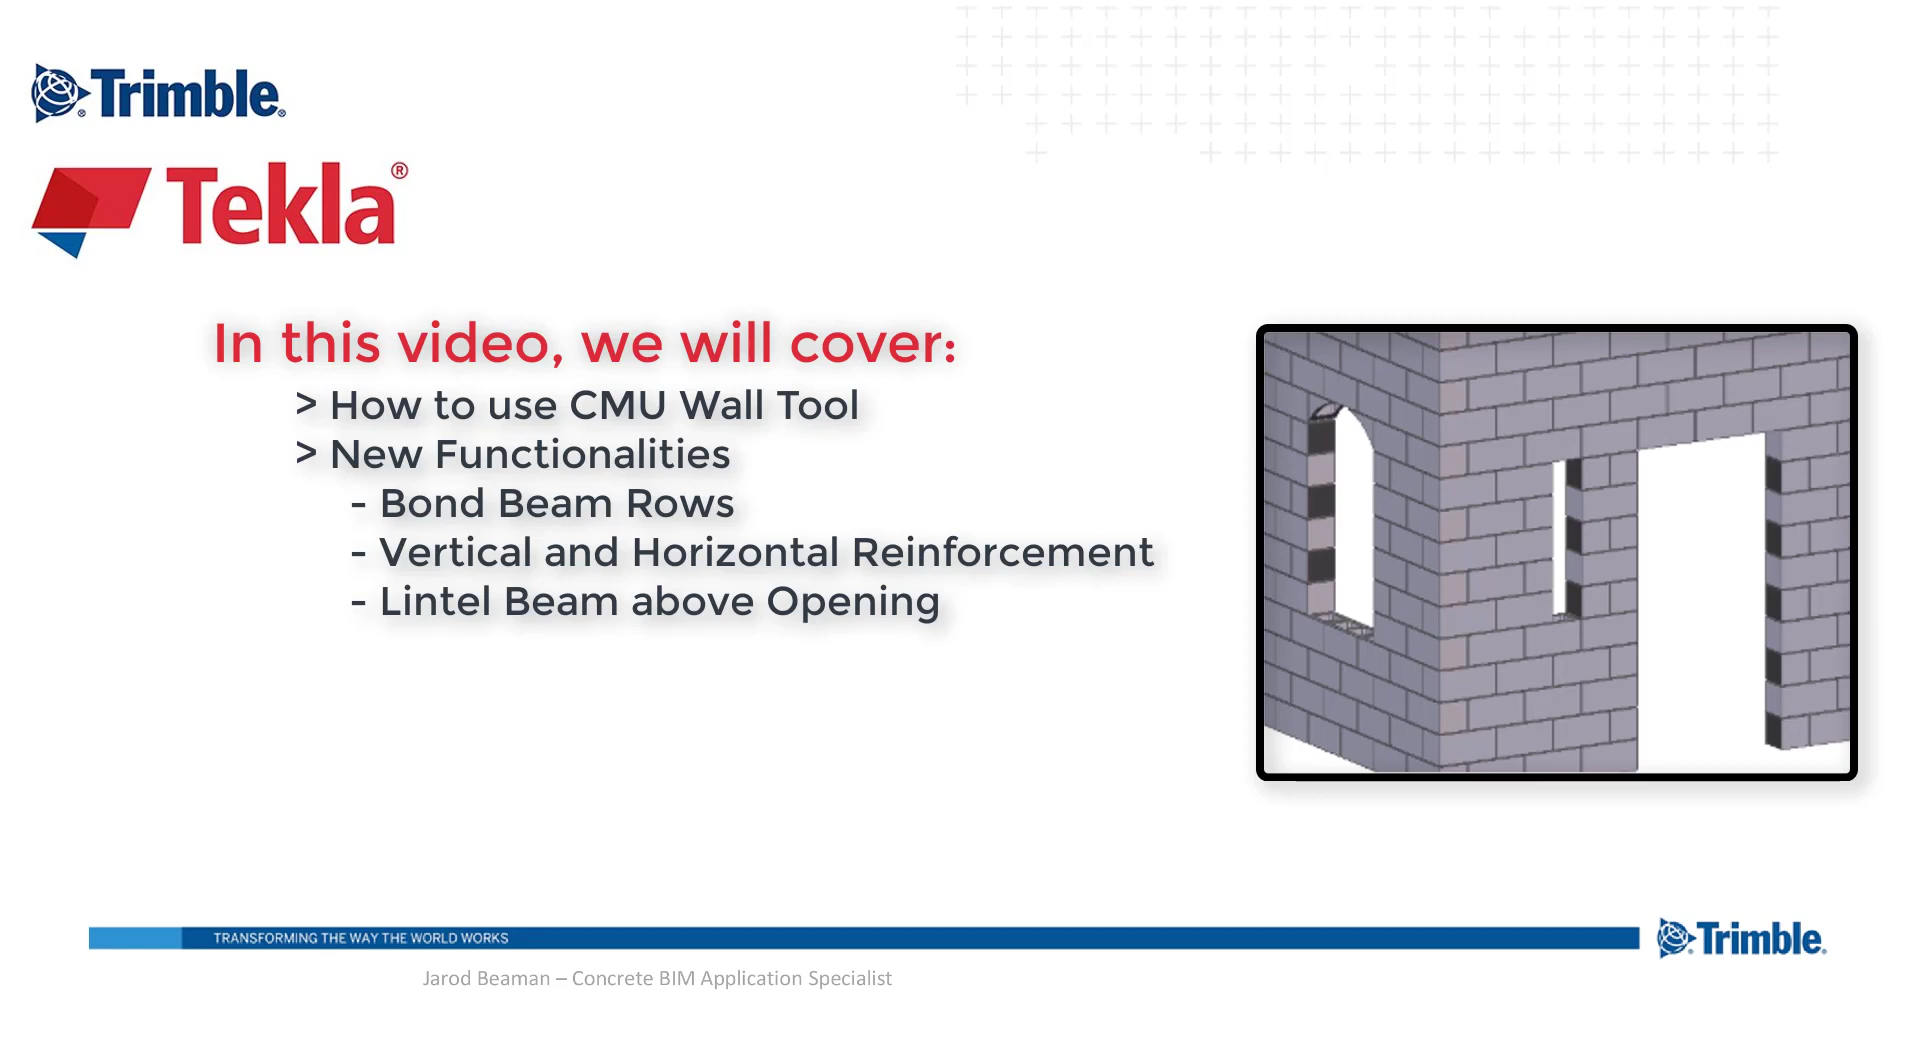 Trimble®
Tekla®
In this video, we will cover:
> How to use CMU Wall Tool
> New Functionalities
- Bond Beam Rows
- Vertical and Horizontal Reinforcement
- Lintel Beam above Opening
TRANSFORMING THE WAY THE WORLD WORKS
Trimble.
Jarod Beaman – Concrete BIM Application Specialist